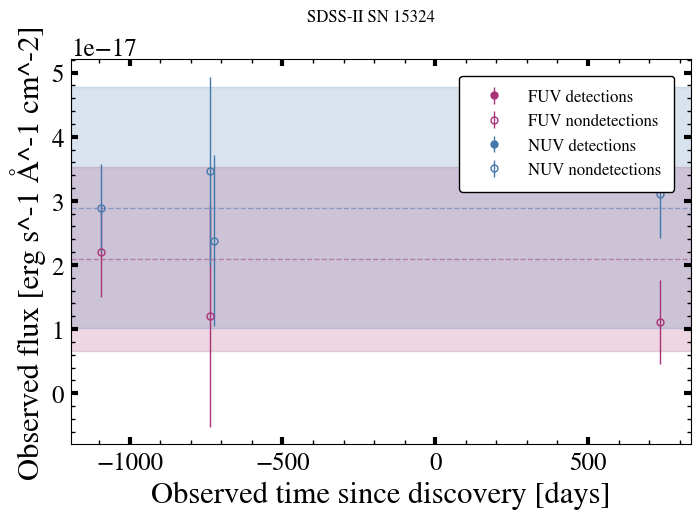 SDSS-II SN 15324
1e−17
Observed flux [erg s^-1 Å^-1 cm^-2]
5
4
3
2
1
0
FUV detections
FUV nondetections
NUV detections
NUV nondetections
−1000 −500 0 500
Observed time since discovery [days]